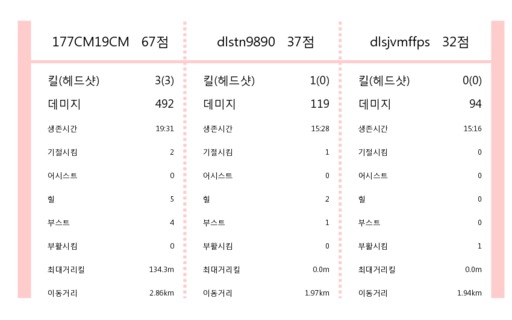 177CM19CM 67점 dlstn9890 37점 dlsjvmffps 32점
킬(헤드샷) 3(3) 킬(헤드샷) 1(0) 킬(헤드샷) 0(0)
데미지 492 데미지 119 데미지 94
생존시간 19:31 생존시간 15:28 생존시간 15:16
기절시킴 2 기절시킴 1 기절시킴 0
어시스트 0 어시스트 0 어시스트 0
힐 5 힐 2 힐 0
부스트 4 부스트 1 부스트 0
부활시킴 0 부활시킴 0 부활시킴 1
최대거리킬 134.3m 최대거리킬 0.0m 최대거리킬 0.0m
이동거리 2.86km 이동거리 1.97km 이동거리 1.94km